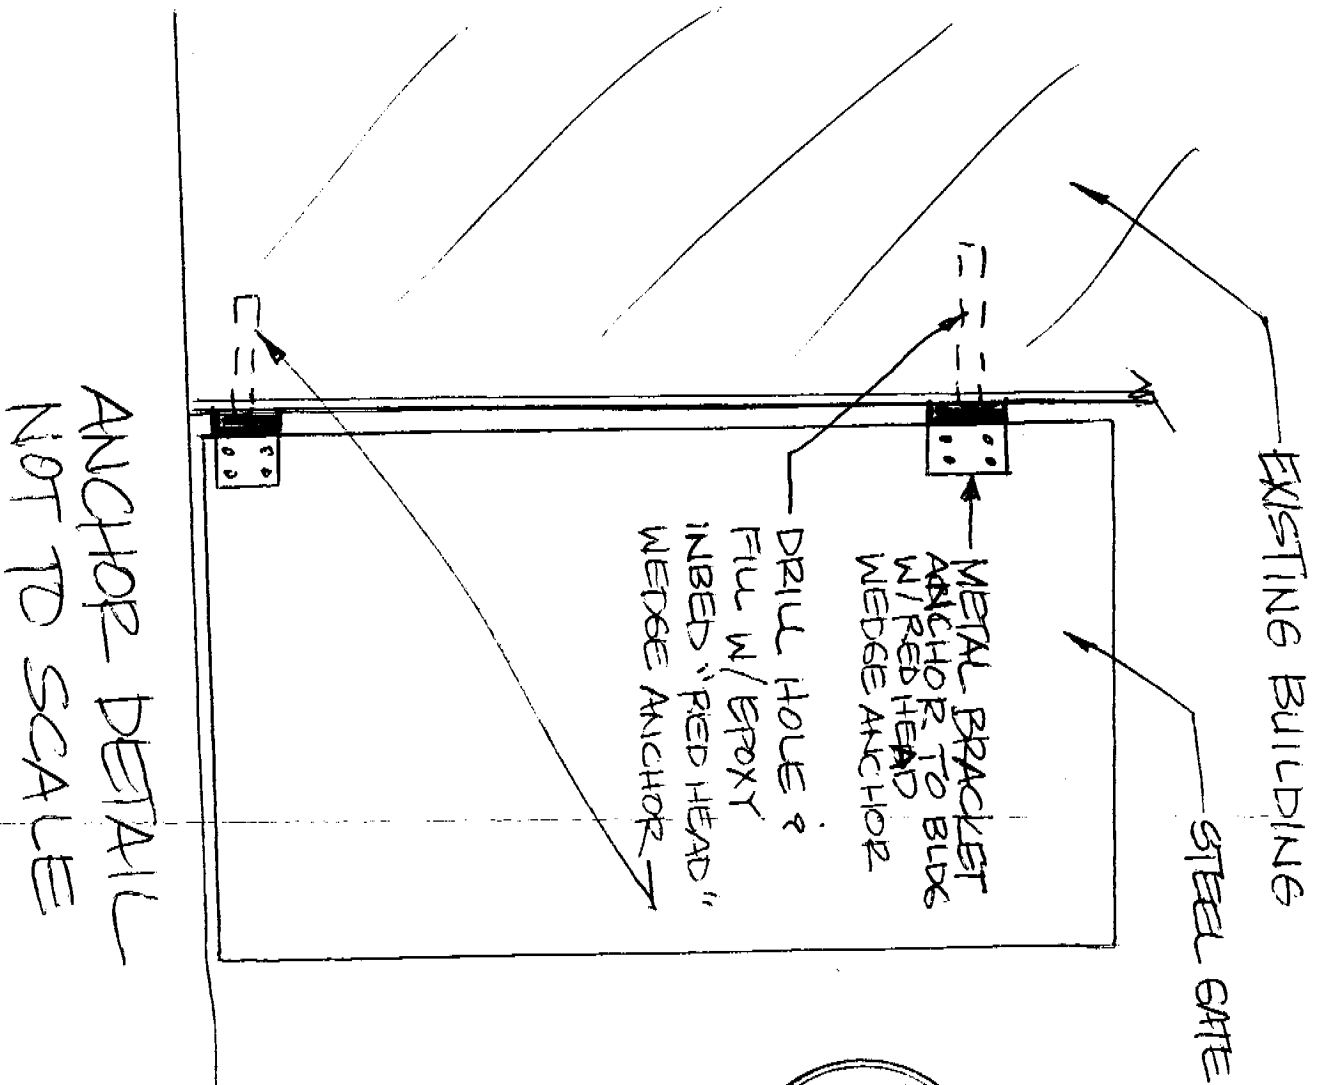 EXISTING BUILDING
STEEL GATE
METAL BRACKET
ANCHOR TO BLDG
W/ RED HEAD
WEDGE ANCHOR
DRILL HOLE &
FILL W/ EPOXY
INBED "RED HEAD"
WEDGE ANCHOR
ANCHOR DETAIL
NOT TO SCALE